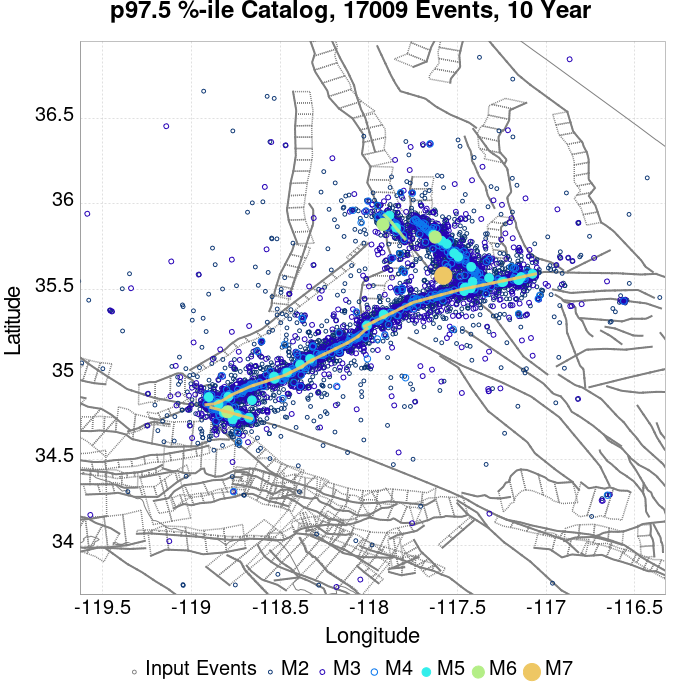 p97.5 %-ile Catalog, 17009 Events, 10 Year
36.5
36
35.5
35
34.5
34
Latitude
-119.5 -119 -118.5 -118 -117.5 -117 -116.5
Longitude
Input Events M2 M3 M4 M5 M6 M7